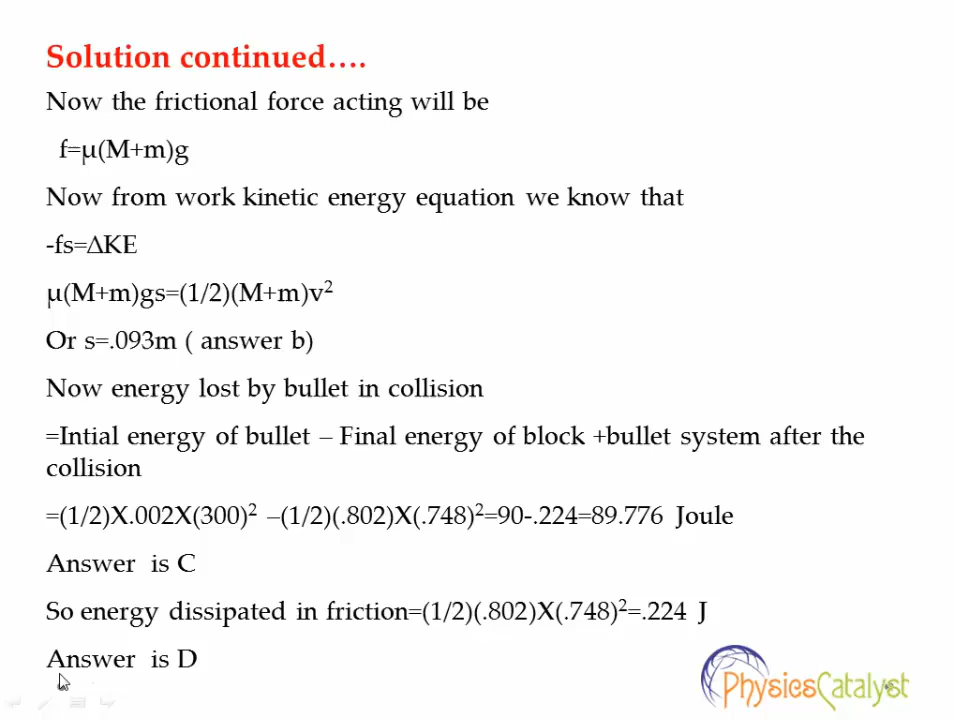 Solution continued….
Now the frictional force acting will be
f=μ(M+m)g
Now from work kinetic energy equation we know that
-fs=ΔKE
μ(M+m)gs=(1/2)(M+m)v²
Or s=.093m ( answer b)
Now energy lost by bullet in collision
=Intial energy of bullet – Final energy of block +bullet system after the
collision
=(1/2)X.002X(300)² –(1/2)(.802)X(.748)²=90-.224=89.776 Joule
Answer is C
So energy dissipated in friction=(1/2)(.802)X(.748)²=.224 J
Answer is D
PhysicsCatalyst